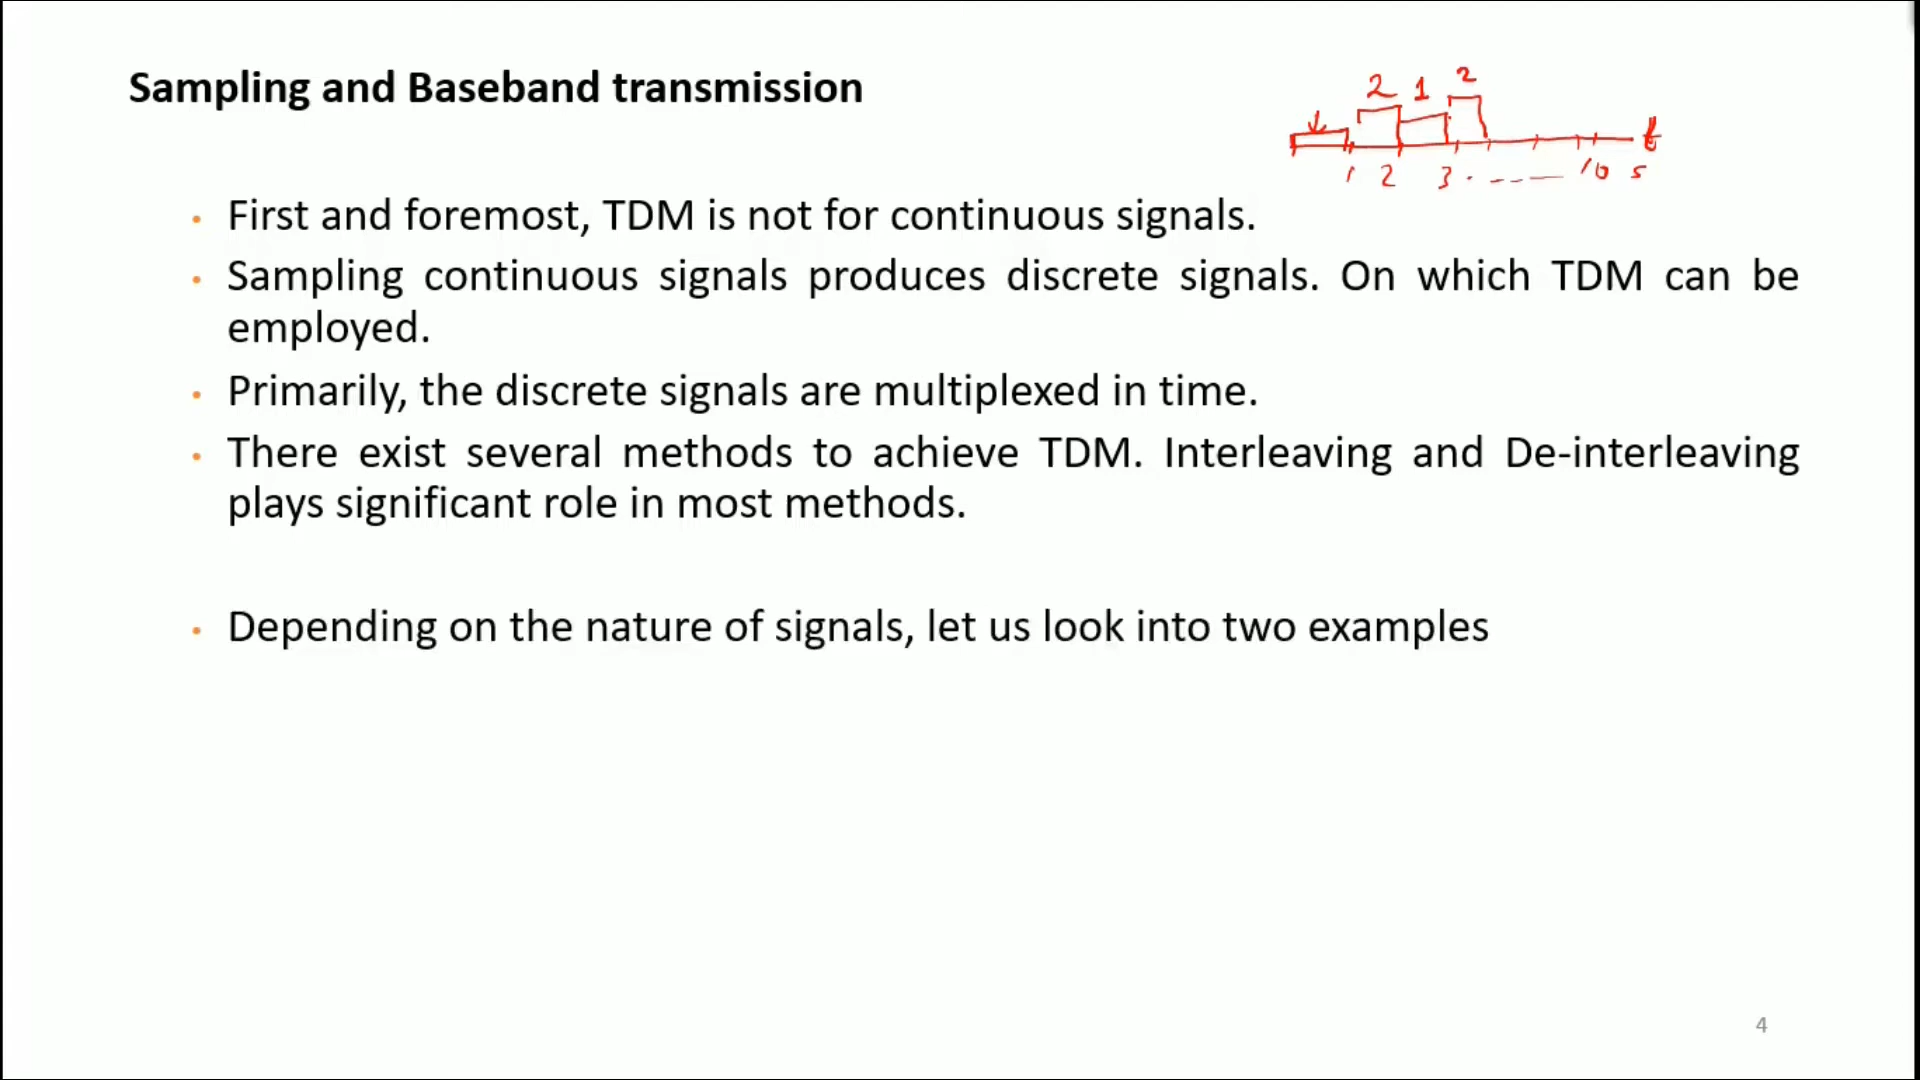 Sampling and Baseband transmission
2 1 2
t
1 2 3 . - - - 10 s
• First and foremost, TDM is not for continuous signals.
• Sampling continuous signals produces discrete signals. On which TDM can be
employed.
• Primarily, the discrete signals are multiplexed in time.
• There exist several methods to achieve TDM. Interleaving and De-interleaving
plays significant role in most methods.
• Depending on the nature of signals, let us look into two examples
4